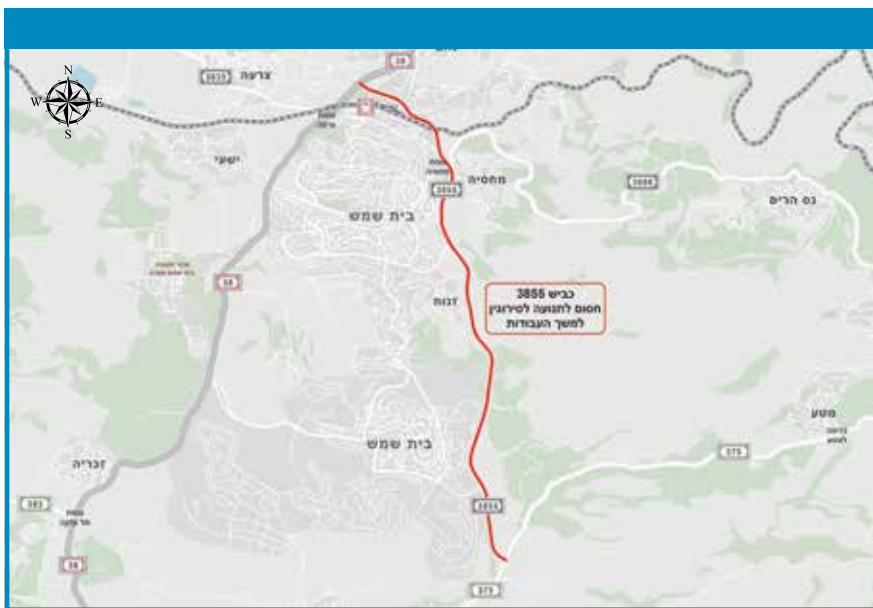 3835
צרעה
38
N
W
E
S
ישעי
מחסיה
3855
3866
נס הרים
בית שמש
38
זנוח
כביש 3855
חסום לתנועה לסירוגין
למשך העבודות
בית שמש
מטע
375
זכריה
383
3855
38
375